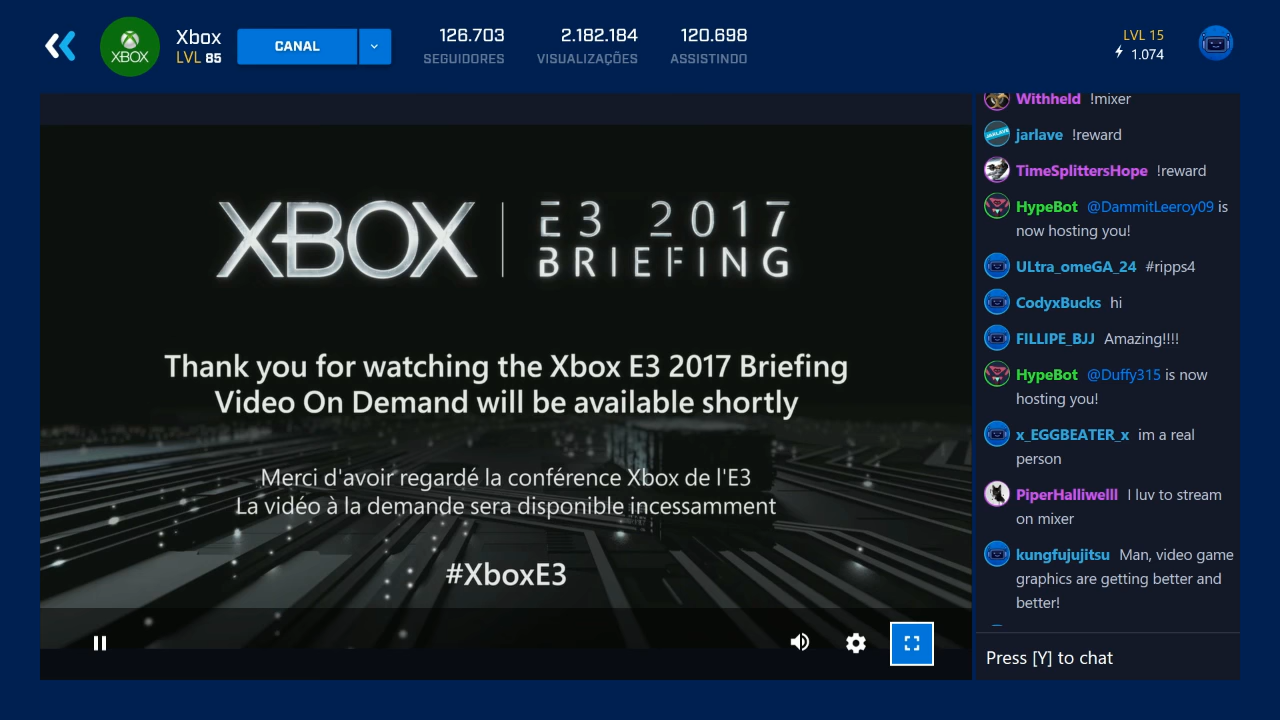 XBOX
Xbox
LVL 85
CANAL
126.703
SEGUIDORES
2.182.184
VISUALIZAÇÕES
120.698
ASSISTINDO
LVL 15
1.074
XBOX | E3 2017
BRIEFING
Thank you for watching the Xbox E3 2017 Briefing
Video On Demand will be available shortly
Merci d'avoir regardé la conférence Xbox de l'E3
La vidéo à la demande sera disponible incessamment
#XboxE3
Withheld !mixer
JARLAVE
jarlave !reward
TimeSplittersHope !reward
HypeBot @DammitLeeroy09 is
now hosting you!
ULtra_omeGA_24 #ripps4
CodyxBucks hi
FILLIPE_BJJ Amazing!!!!
HypeBot @Duffy315 is now
hosting you!
x_EGGBEATER_x im a real
person
PiperHalliwelll I luv to stream
on mixer
kungfujujitsu Man, video game
graphics are getting better and
better!
Press [Y] to chat